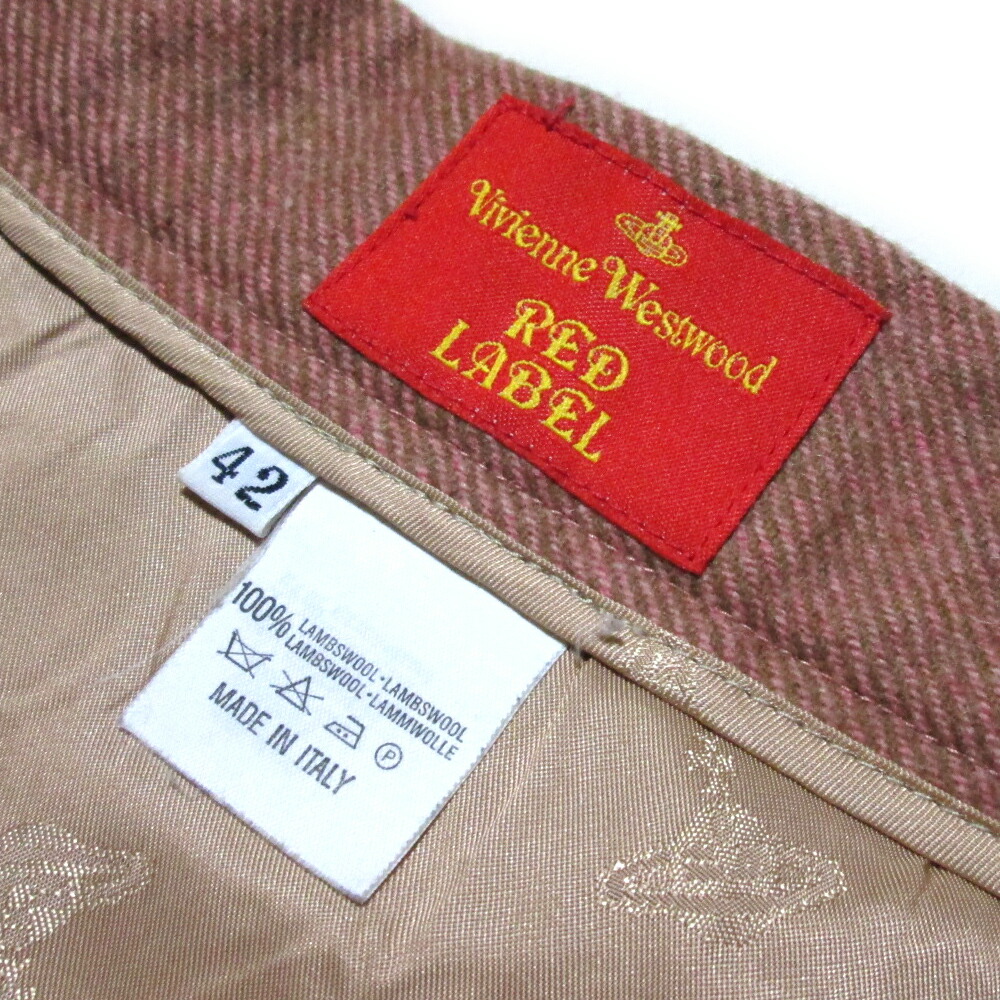 Vivienne Westwood
RED
LABEL
42
100% LAMBSWOOL·LAMBSWOOL
LAMBSWOOL·LAMMWOLLE
P
MADE IN ITALY